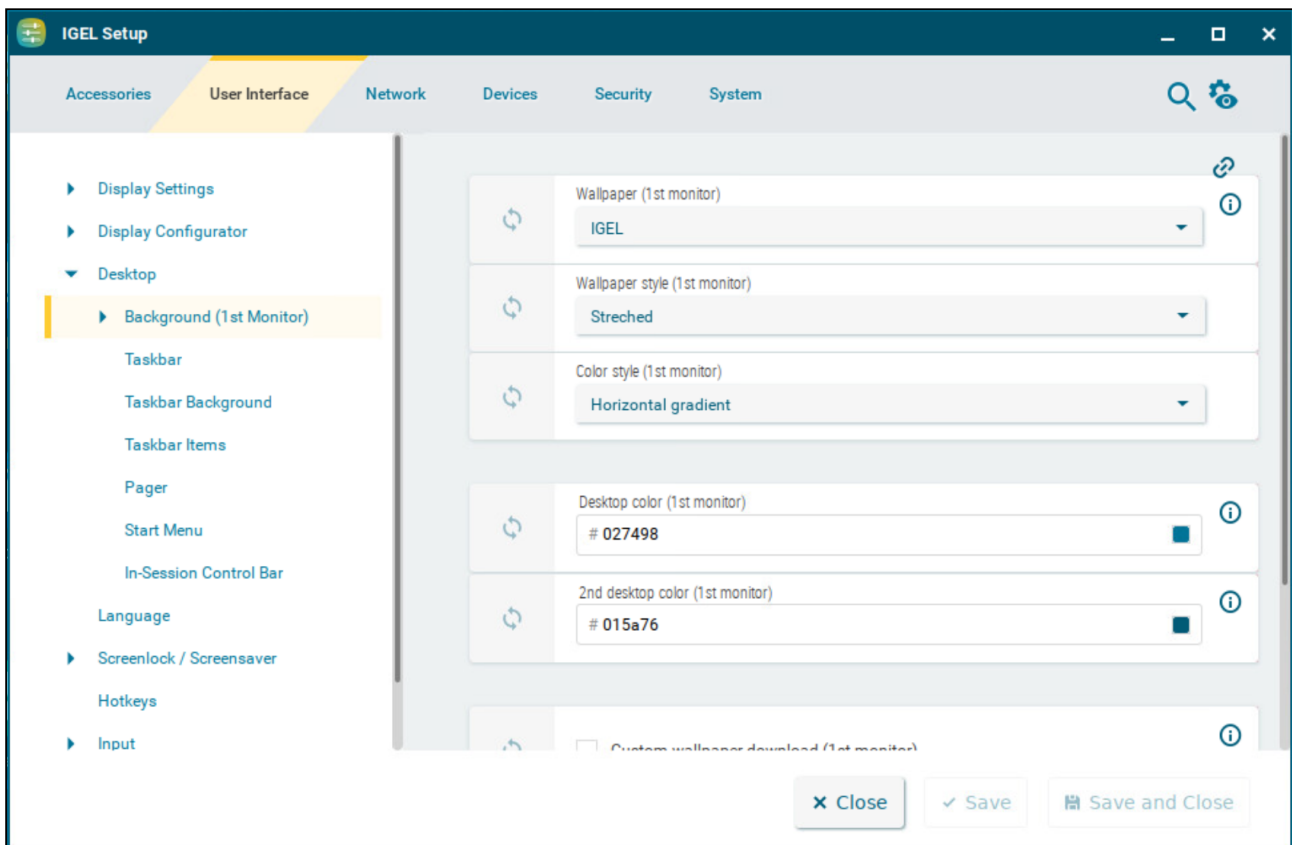 IGEL Setup
Accessories User Interface Network Devices Security System
Display Settings
Display Configurator
Desktop
Background (1st Monitor)
Taskbar
Taskbar Background
Taskbar Items
Pager
Start Menu
In-Session Control Bar
Language
Screenlock / Screensaver
Hotkeys
Input
Wallpaper (1st monitor)
IGEL
Wallpaper style (1st monitor)
Streched
Color style (1st monitor)
Horizontal gradient
Desktop color (1st monitor)
# 027498
2nd desktop color (1st monitor)
# 015a76
Custom wallpaper download (1st monitor)
Close Save Save and Close